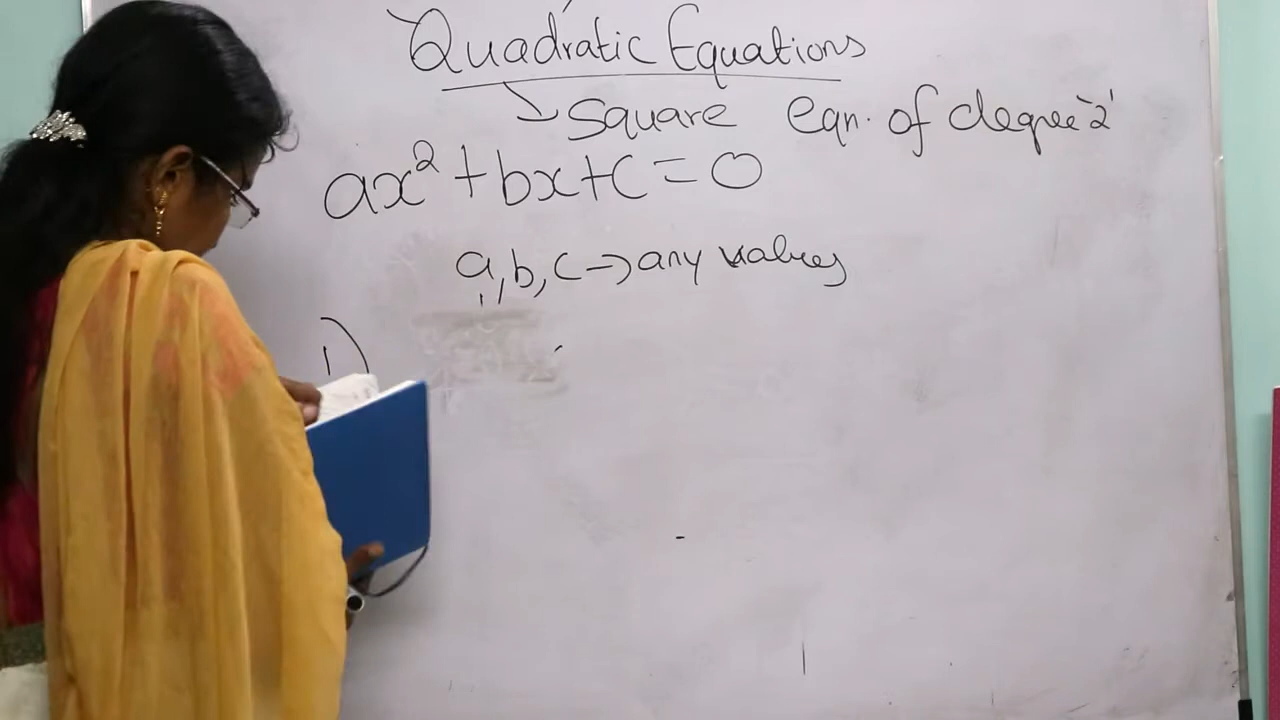 Quadratic Equations
→ Square eqn. of degree '2'
ax² + bx + c = 0
a, b, c → any values
1)